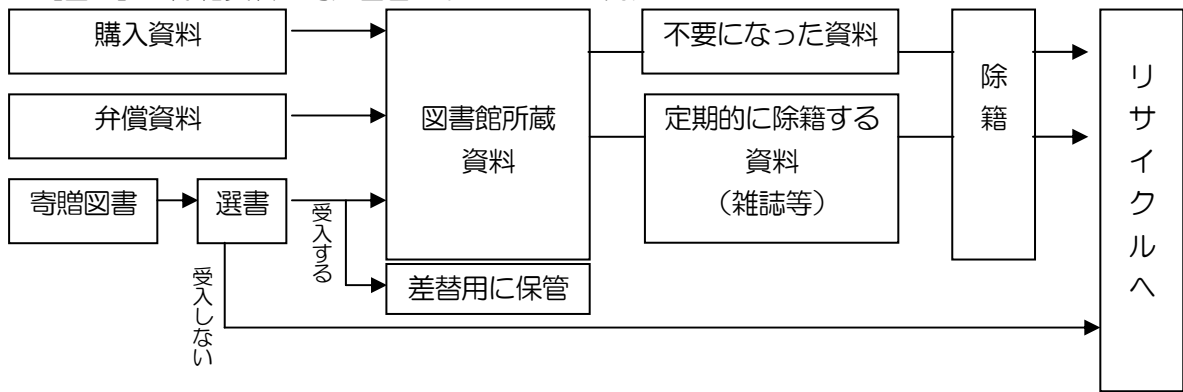 購入資料
弁償資料
寄贈図書
選書
受入する
受入しない
図書館所蔵
資料
差替用に保管
不要になった資料
定期的に除籍する
資料
(雑誌等)
除籍
リサイクルへ